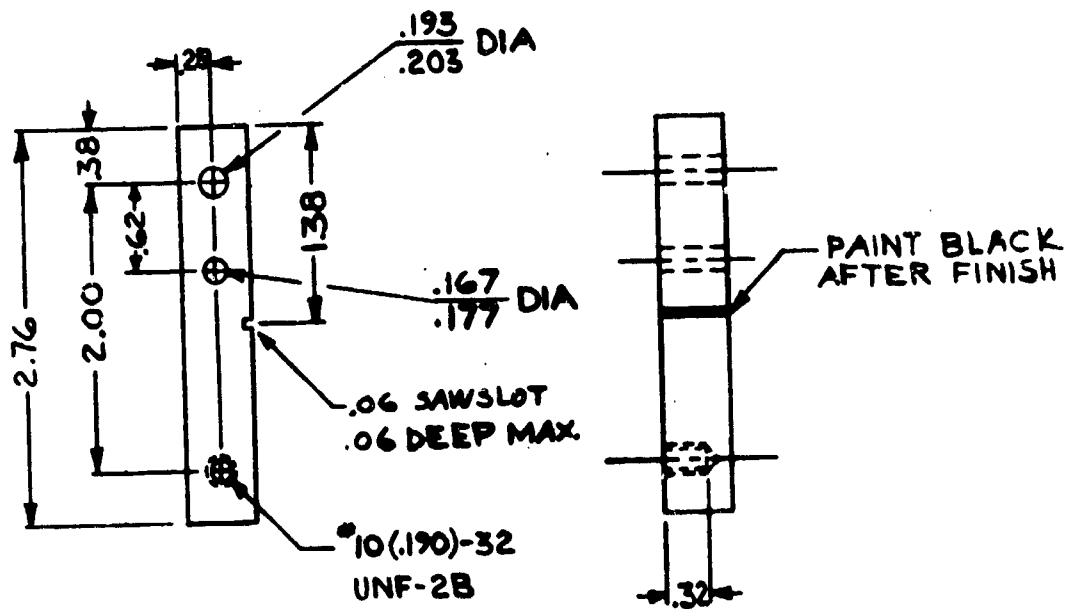 .193
.203 DIA
.38
.62
2.00
2.76
1.38
.167
.177 DIA
.06 SAWSLOT
.06 DEEP MAX.
#10(.190)-32
UNF-2B
PAINT BLACK
AFTER FINISH
.32